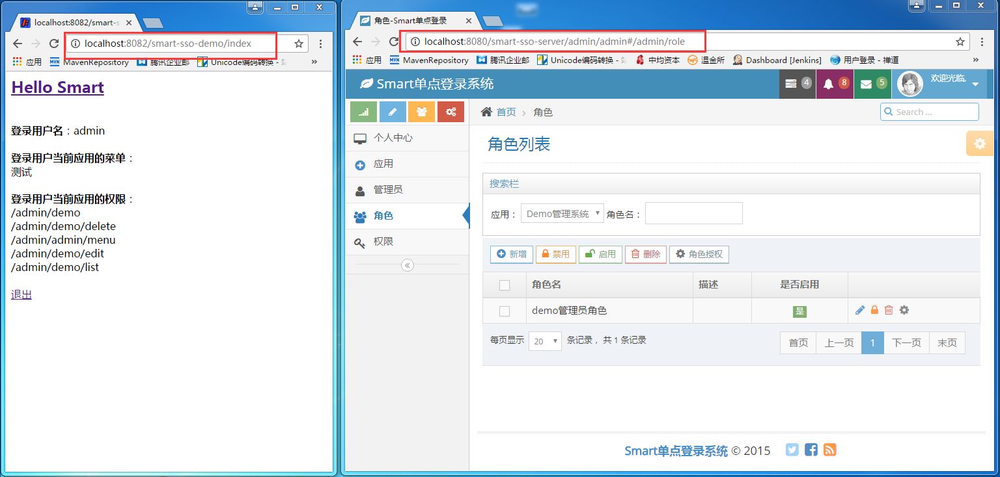 localhost:8082/smart-s
localhost:8082/smart-sso-demo/index
应用
MavenRepository
腾讯企业邮
Unicode编码转换 -
»
Hello Smart
登录用户名：admin
登录用户当前应用的菜单：
测试
登录用户当前应用的权限：
/admin/demo
/admin/demo/delete
/admin/admin/menu
/admin/demo/edit
/admin/demo/list
退出
角色-Smart单点登录
localhost:8080/smart-sso-server/admin/admin#/admin/role
应用
MavenRepository
腾讯企业邮
Unicode编码转换 -
中均资本
温金所
Dashboard [Jenkins]
用户登录 - 禅道
»
Smart单点登录系统
4
8
5
欢迎光临,
首页
角色
Search ...
个人中心
应用
管理员
角色
权限
角色列表
搜索栏
应用：
Demo管理系统
角色名：
新增
禁用
启用
删除
角色授权
角色名
描述
是否启用
demo管理员角色
是
每页显示 20 条记录， 共 1 条记录
首页
上一页
1
下一页
末页
Smart单点登录系统 © 2015